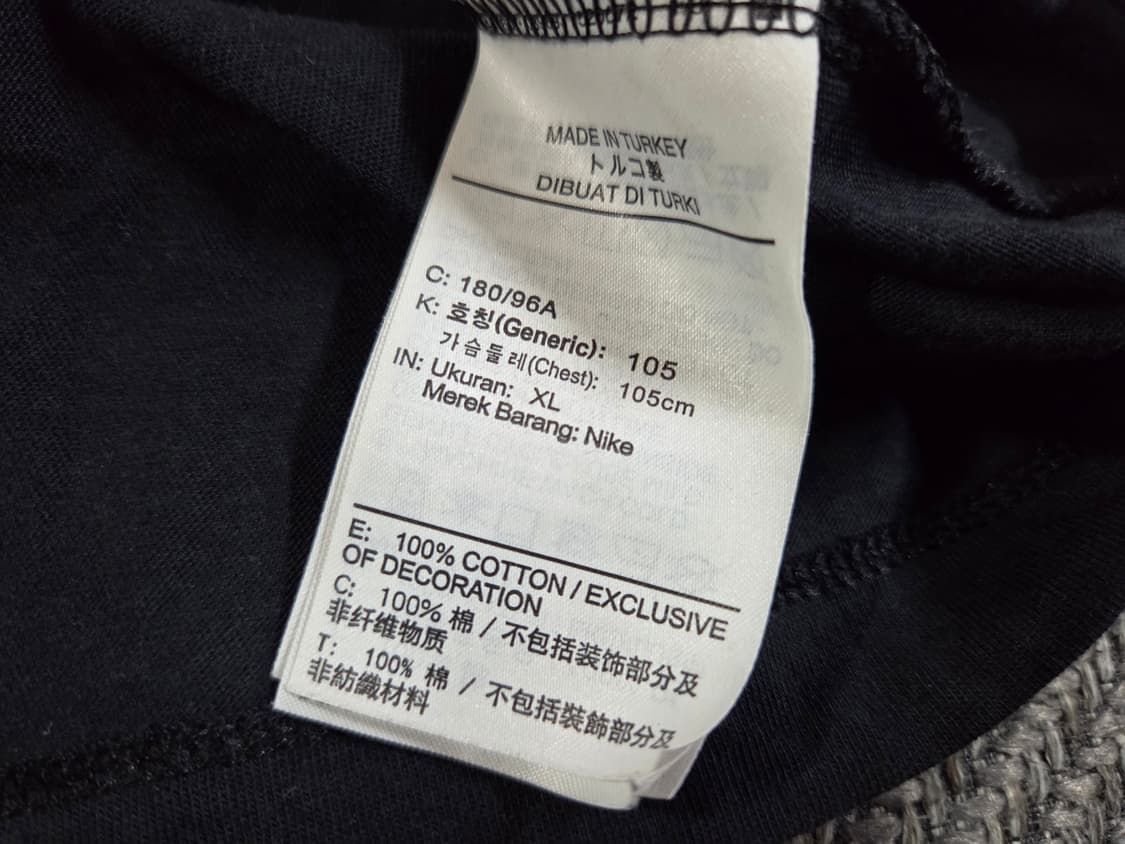 MADE IN TURKEY
トルコ製
DIBUAT DI TURKI
C: 180/96A
K: 호칭(Generic): 105
가슴둘레(Chest): 105cm
IN: Ukuran: XL
Merek Barang: Nike
E: 100% COTTON / EXCLUSIVE
OF DECORATION
C: 100% 棉 / 不包括装饰部分及
非纤维物质
T: 100% 棉 / 不包括裝飾部分及
非紡織材料